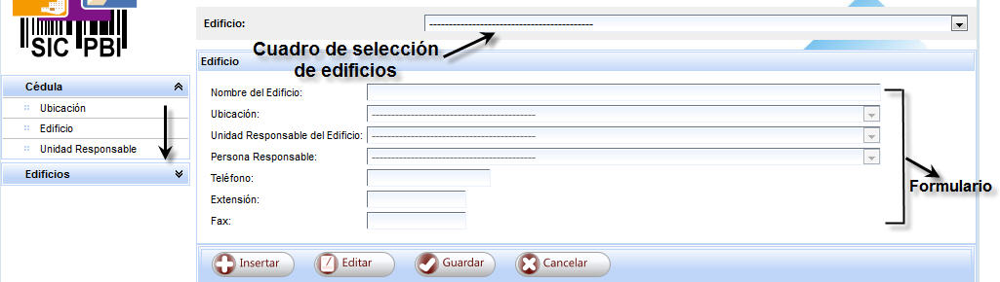 SIC PBI
Cédula
Ubicación
Edificio
Unidad Responsable
Edificios
Edificio:
Cuadro de selección
de edificios
Edificio
Nombre del Edificio:
Ubicación:
Unidad Responsable del Edificio:
Persona Responsable:
Teléfono:
Extensión:
Fax:
Formulario
Insertar
Editar
Guardar
Cancelar